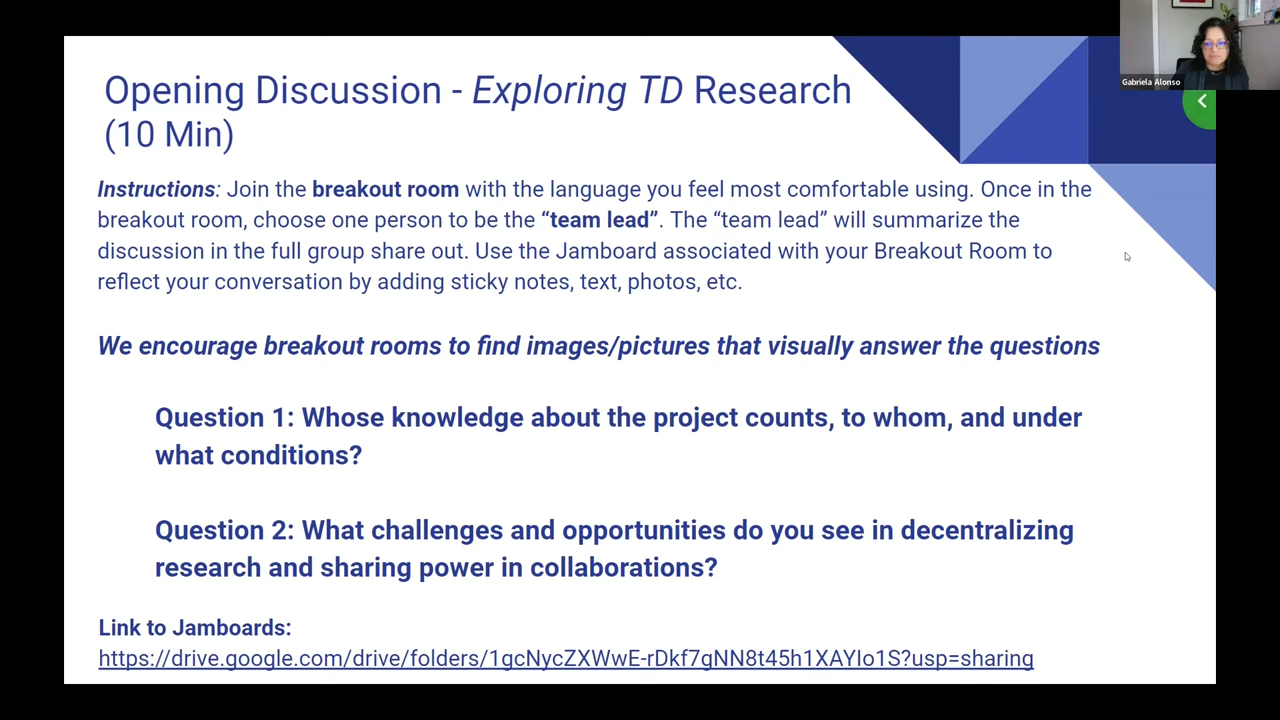 Opening Discussion - Exploring TD Research
(10 Min)
Instructions: Join the breakout room with the language you feel most comfortable using. Once in the
breakout room, choose one person to be the “team lead”. The “team lead” will summarize the
discussion in the full group share out. Use the Jamboard associated with your Breakout Room to
reflect your conversation by adding sticky notes, text, photos, etc.
We encourage breakout rooms to find images/pictures that visually answer the questions
Question 1: Whose knowledge about the project counts, to whom, and under
what conditions?
Question 2: What challenges and opportunities do you see in decentralizing
research and sharing power in collaborations?
Link to Jamboards:
https://drive.google.com/drive/folders/1gcNycZXWwE-rDkf7gNN8t45h1XAYIo1S?usp=sharing
Gabriela Alonso